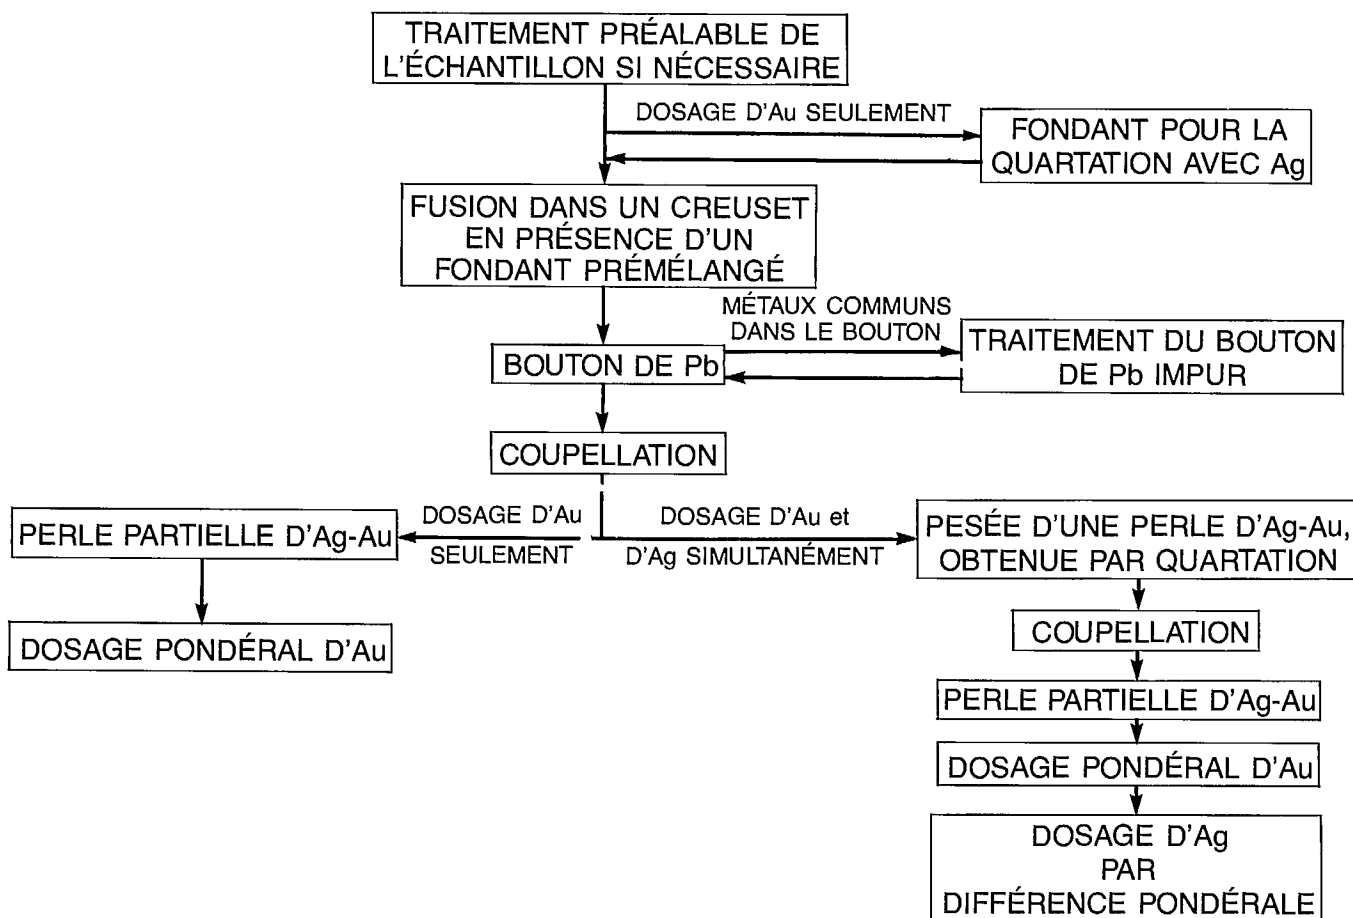 TRAITEMENT PRÉALABLE DE
L'ÉCHANTILLON SI NÉCESSAIRE
DOSAGE D'Au SEULEMENT
FONDANT POUR LA
QUARTATION AVEC Ag
FUSION DANS UN CREUSET
EN PRÉSENCE D'UN
FONDANT PRÉMÉLANGÉ
MÉTAUX COMMUNS
DANS LE BOUTON
BOUTON DE Pb
TRAITEMENT DU BOUTON
DE Pb IMPUR
COUPELLATION
PERLE PARTIELLE D'Ag-Au
DOSAGE D'Au
SEULEMENT
DOSAGE D'Au et
D'Ag SIMULTANÉMENT
PESÉE D'UNE PERLE D'Ag-Au,
OBTENUE PAR QUARTATION
DOSAGE PONDÉRAL D'Au
COUPELLATION
PERLE PARTIELLE D'Ag-Au
DOSAGE PONDÉRAL D'Au
DOSAGE D'Ag
PAR
DIFFÉRENCE PONDÉRALE